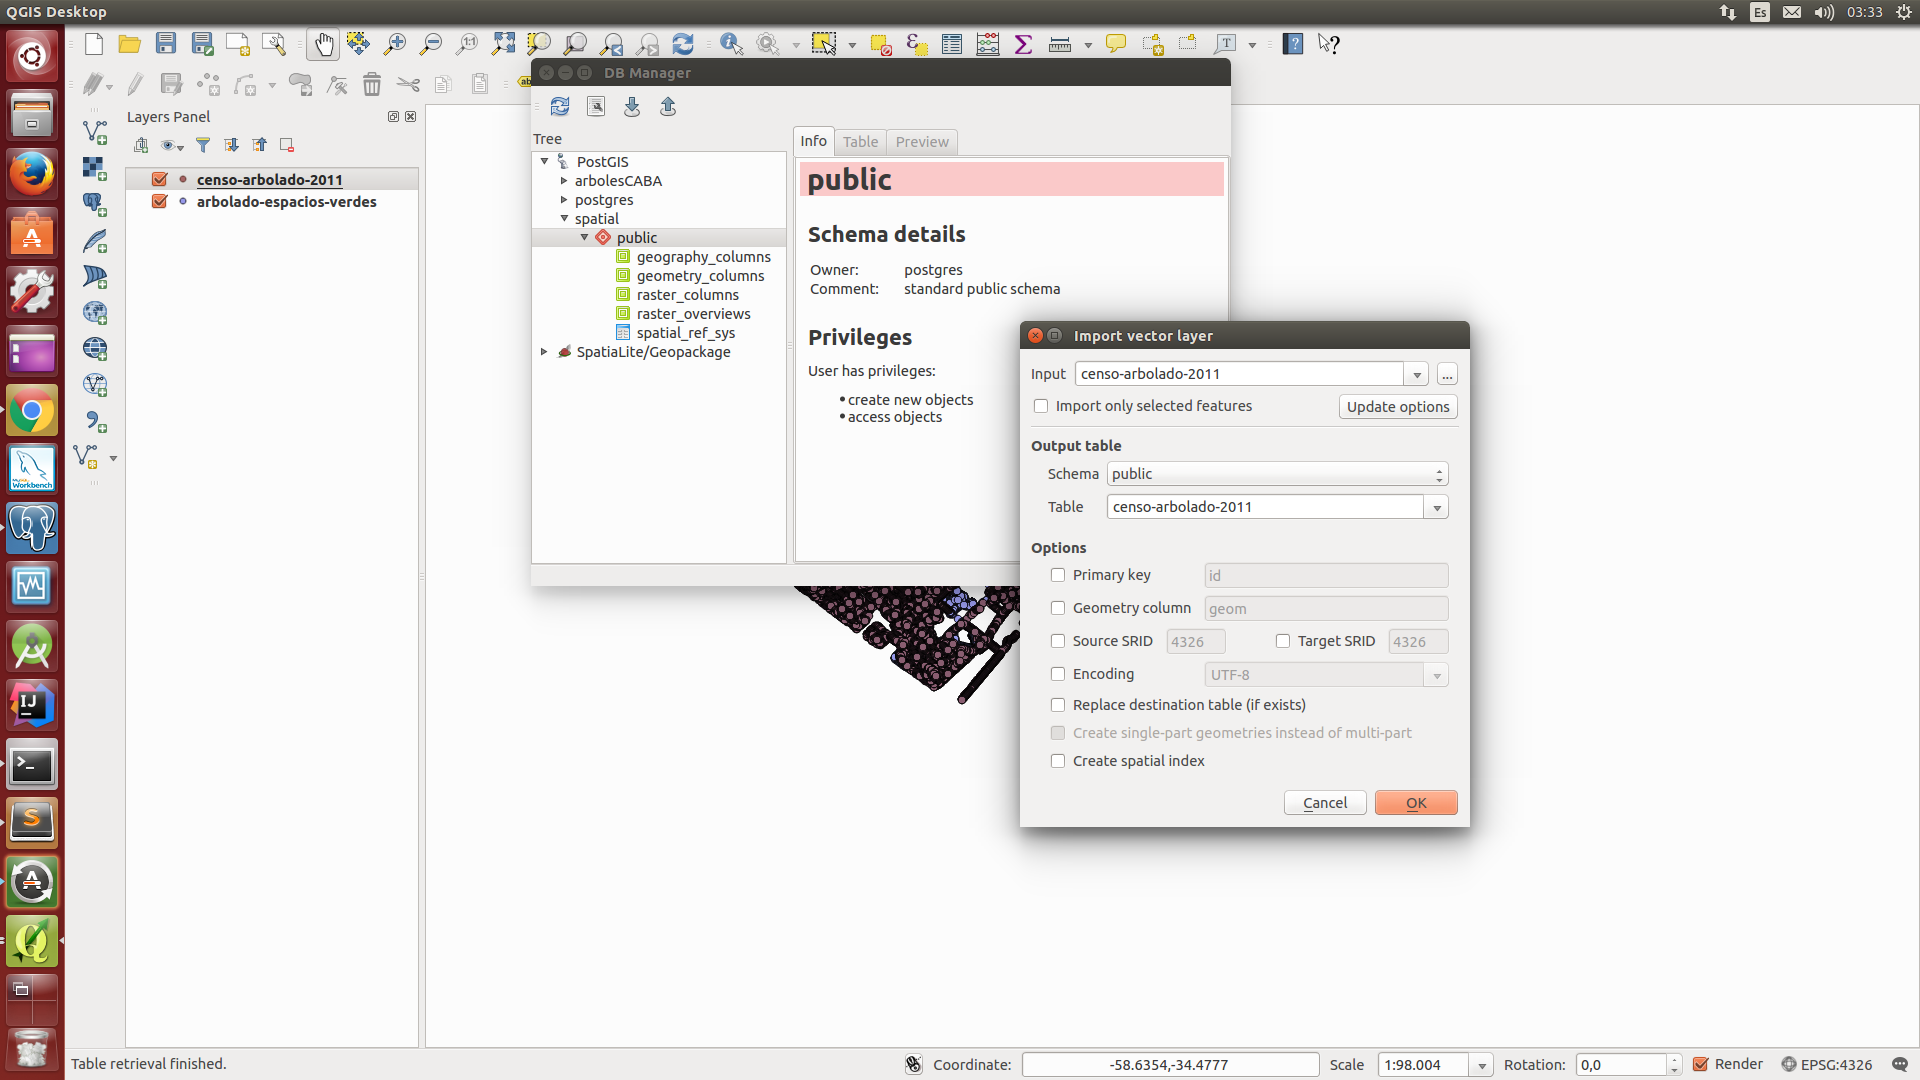 QGIS Desktop
Es
03:33
DB Manager
Layers Panel
censo-arbolado-2011
arbolado-espacios-verdes
Tree
PostGIS
arbolesCABA
postgres
spatial
public
geography_columns
geometry_columns
raster_columns
raster_overviews
spatial_ref_sys
SpatiaLite/Geopackage
Info
Table
Preview
public
Schema details
Owner: postgres
Comment: standard public schema
Privileges
User has privileges:
• create new objects
• access objects
Import vector layer
Input censo-arbolado-2011 ...
Import only selected features
Update options
Output table
Schema public
Table censo-arbolado-2011
Options
Primary key id
Geometry column geom
Source SRID 4326 Target SRID 4326
Encoding UTF-8
Replace destination table (if exists)
Create single-part geometries instead of multi-part
Create spatial index
Cancel
OK
Table retrieval finished.
Coordinate: -58.6354,-34.4777
Scale 1:98.004
Rotation: 0,0
Render
EPSG:4326